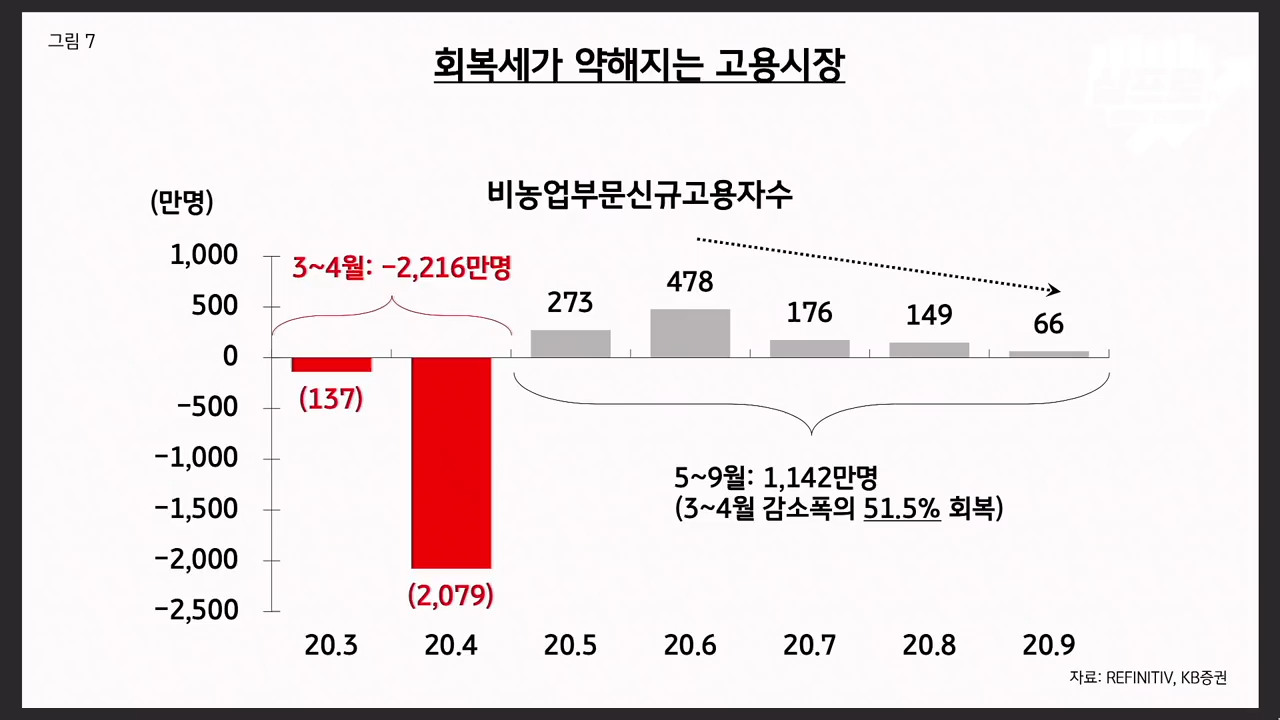 그림 7
회복세가 약해지는 고용시장
비농업부문신규고용자수
(만명)
1,000
500
0
−500
−1,000
−1,500
−2,000
−2,500
3~4월: −2,216만명
(137)
(2,079)
273
478
176
149
66
5~9월: 1,142만명
(3~4월 감소폭의 51.5% 회복)
20.3 20.4 20.5 20.6 20.7 20.8 20.9
자료: REFINITIV, KB증권